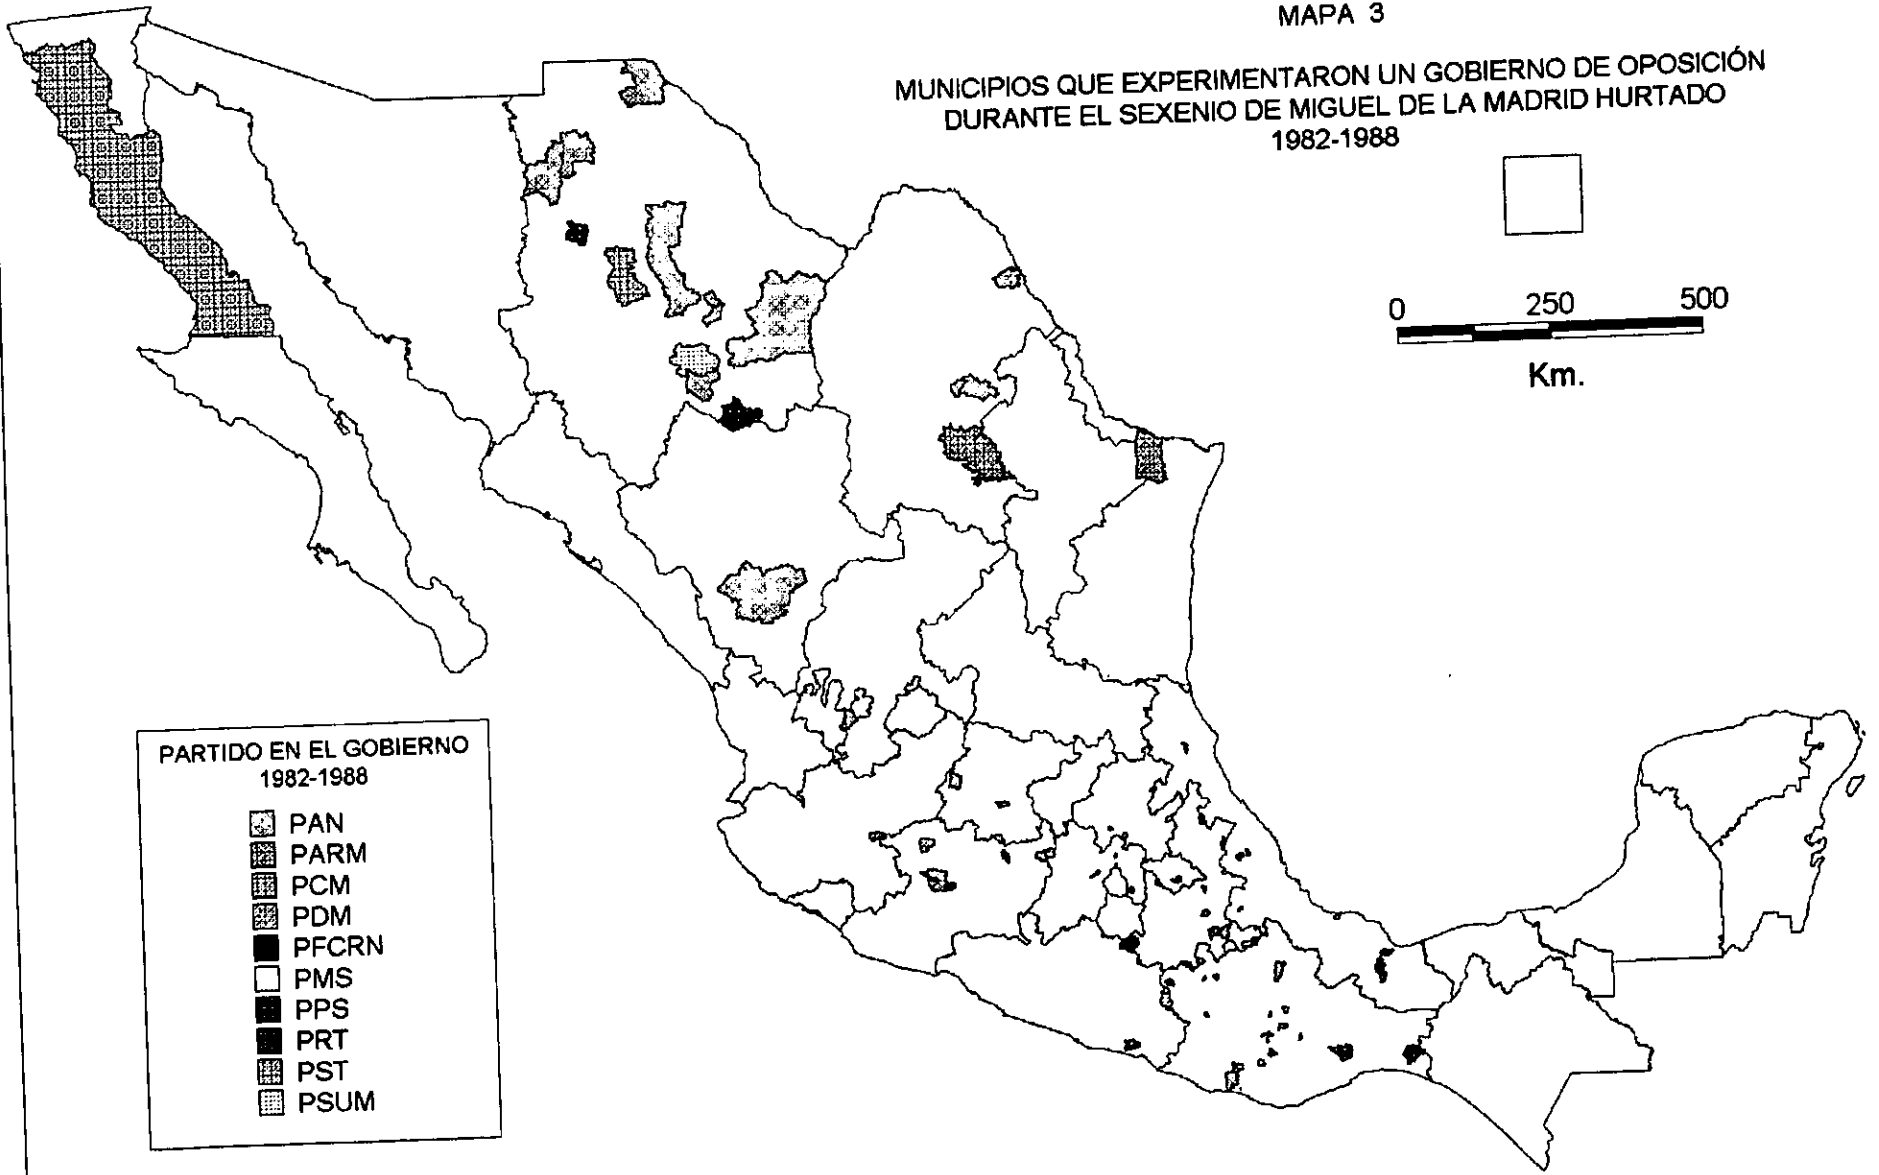 MAPA 3
MUNICIPIOS QUE EXPERIMENTARON UN GOBIERNO DE OPOSICIÓN
DURANTE EL SEXENIO DE MIGUEL DE LA MADRID HURTADO
1982-1988
0 250 500
Km.
PARTIDO EN EL GOBIERNO
1982-1988
PAN
PARM
PCM
PDM
PFCRN
PMS
PPS
PRT
PST
PSUM